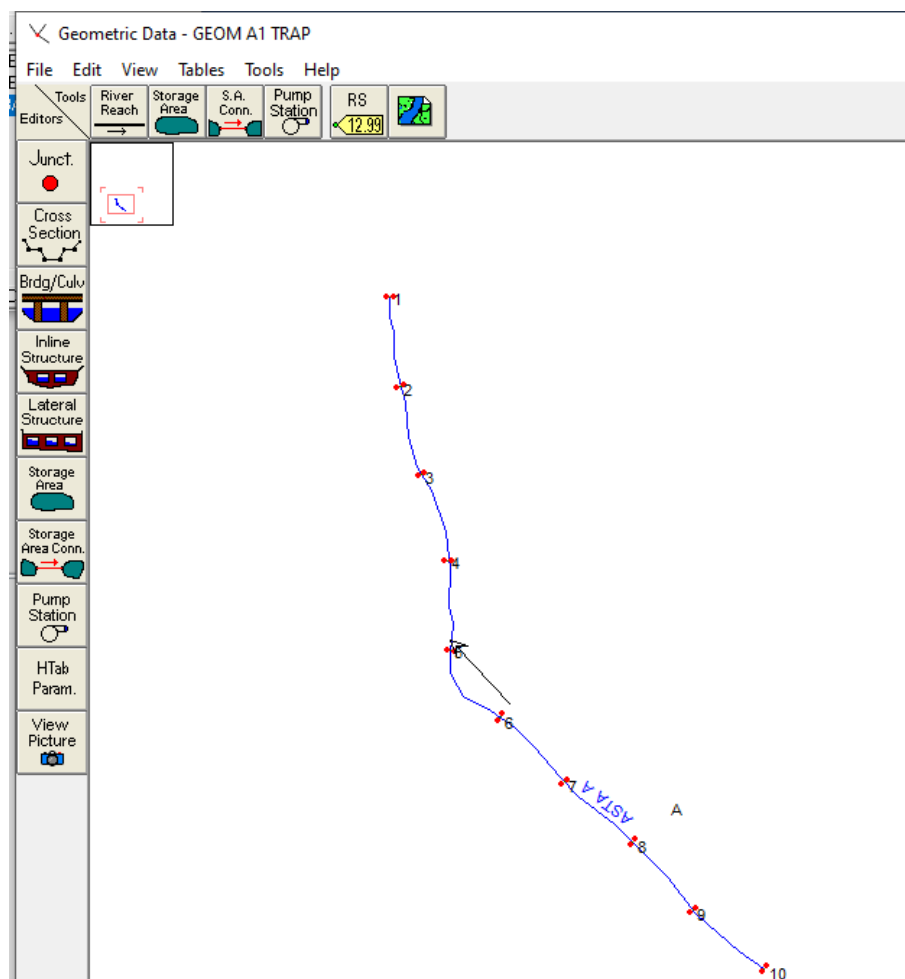 Geometric Data - GEOM A1 TRAP
File Edit View Tables Tools Help
Tools
Editors
River
Reach
Storage
Area
S.A.
Conn.
Pump
Station
RS
12.99
Junct.
Cross
Section
Brdg/Culv
Inline
Structure
Lateral
Structure
Storage
Area
Storage
Area Conn.
Pump
Station
HTab
Param.
View
Picture
1
2
3
4
5
6
7
ASTA A
A
8
9
10